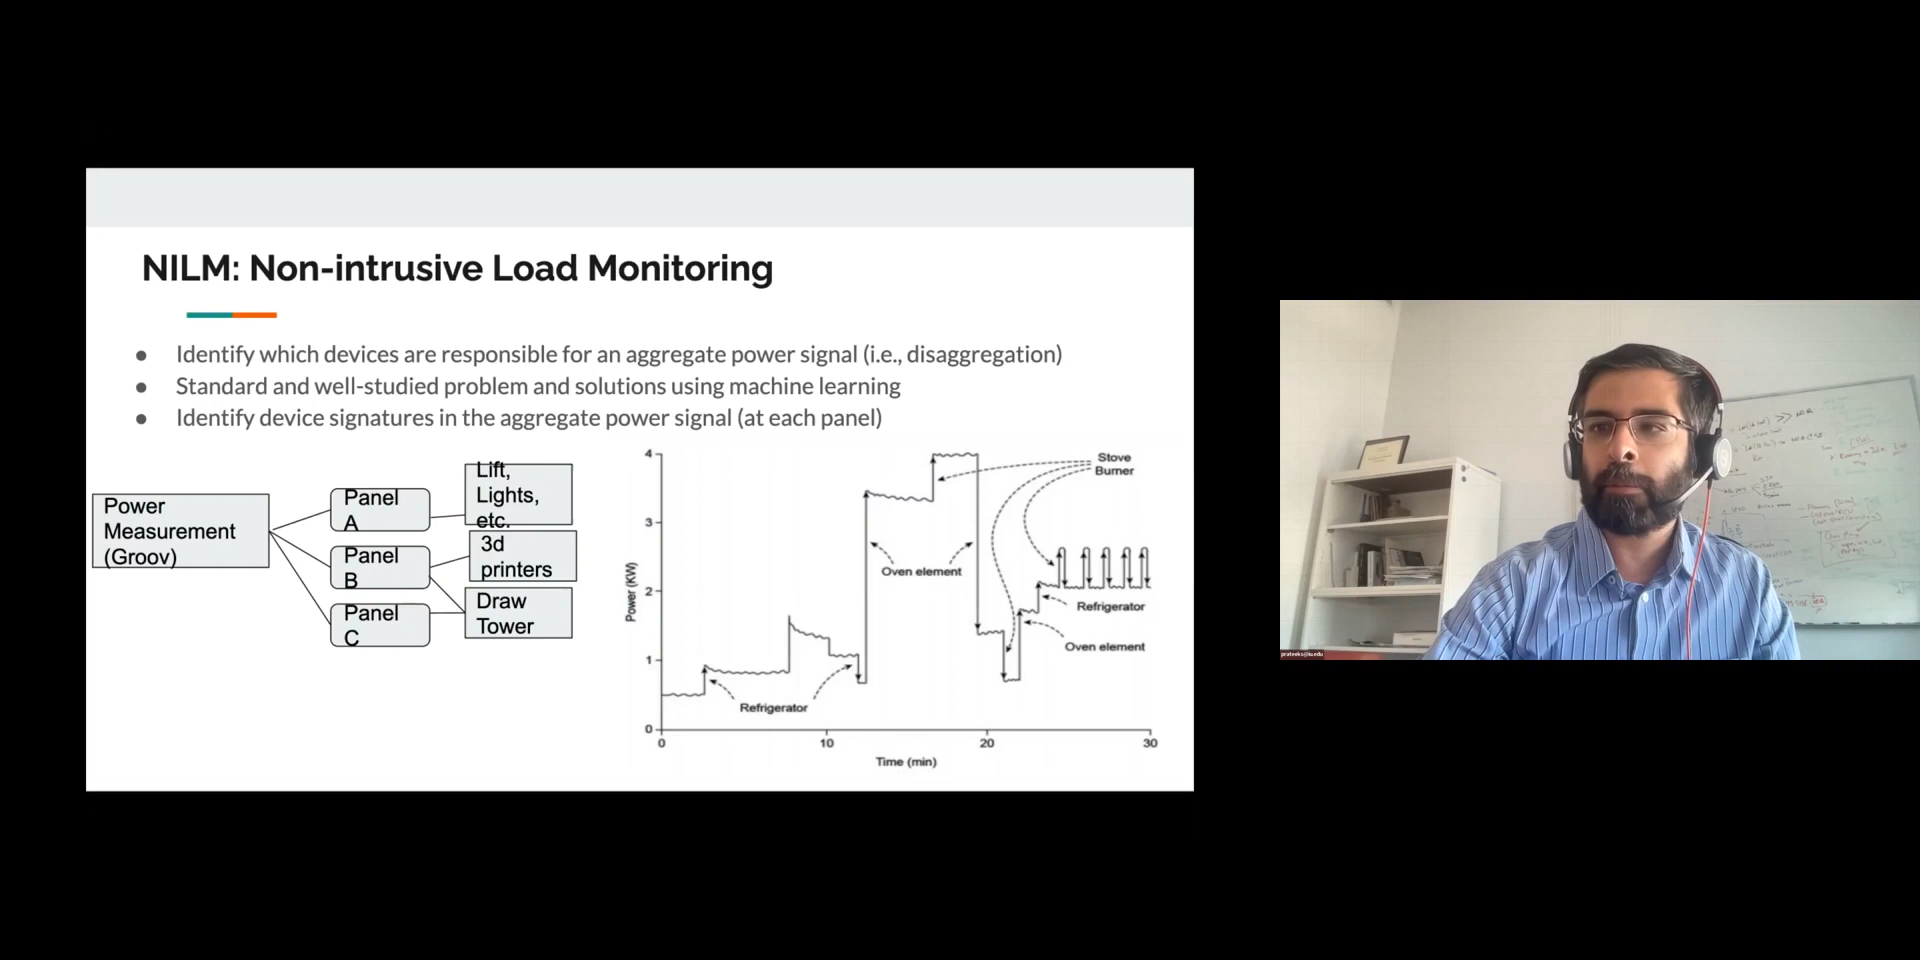 NILM: Non-intrusive Load Monitoring
● Identify which devices are responsible for an aggregate power signal (i.e., disaggregation)
● Standard and well-studied problem and solutions using machine learning
● Identify device signatures in the aggregate power signal (at each panel)
Power
Measurement
(Groov)
Panel
A
Panel
B
Panel
C
Lift,
Lights,
etc.
3d
printers
Draw
Tower
Power (KW)
4
3
2
1
0
0
10
20
30
Time (min)
Stove
Burner
Oven element
Refrigerator
Oven element
Refrigerator
prateeks@iu.edu